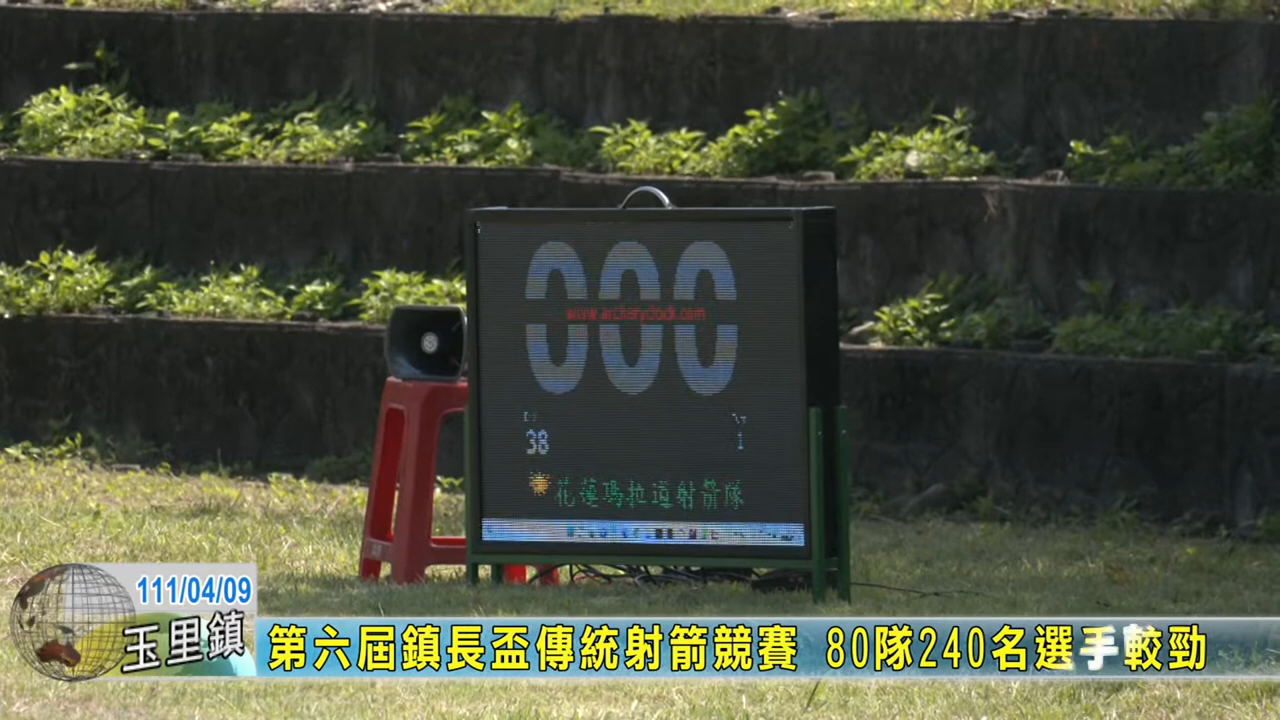 000
www.archeryclock.com
38
1
花蓮瑪拉道射箭隊
111/04/09
玉里鎮
第六屆鎮長盃傳統射箭競賽 80隊240名選手較勁